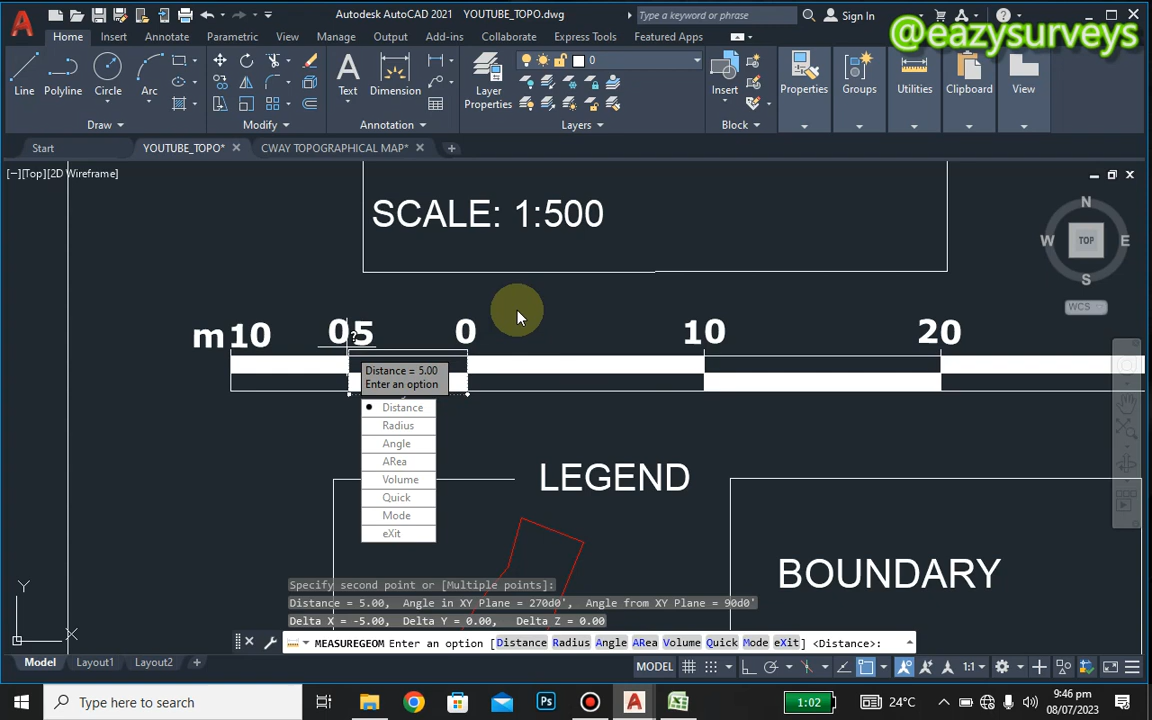 Autodesk AutoCAD 2021 YOUTUBE_TOPO.dwg
Type a keyword or phrase
Sign In
@eazysurveys
Home Insert Annotate Parametric View Manage Output Add-ins Collaborate Express Tools Featured Apps
Line Polyline Circle Arc
Text Dimension
Layer Properties
0
Insert Properties Groups Utilities Clipboard View
Draw Modify Annotation Layers Block
Start YOUTUBE_TOPO* CWAY TOPOGRAPHICAL MAP*
[−][Top][2D Wireframe]
N
W TOP E
S
WCS
SCALE: 1:500
m10 05 0 10 20
Distance = 5.00
Enter an option
Distance
Radius
Angle
ARea
Volume
Quick
Mode
eXit
LEGEND
BOUNDARY
Y
X
Specify second point or [Multiple points]:
Distance = 5.00, Angle in XY Plane = 270d0', Angle from XY Plane = 90d0'
Delta X = -5.00, Delta Y = 0.00, Delta Z = 0.00
MEASUREGEOM Enter an option [Distance Radius Angle ARea Volume Quick Mode eXit] <Distance>:
Model Layout1 Layout2
MODEL 1:1
Type here to search
1:02
24°C
9:46 pm
08/07/2023